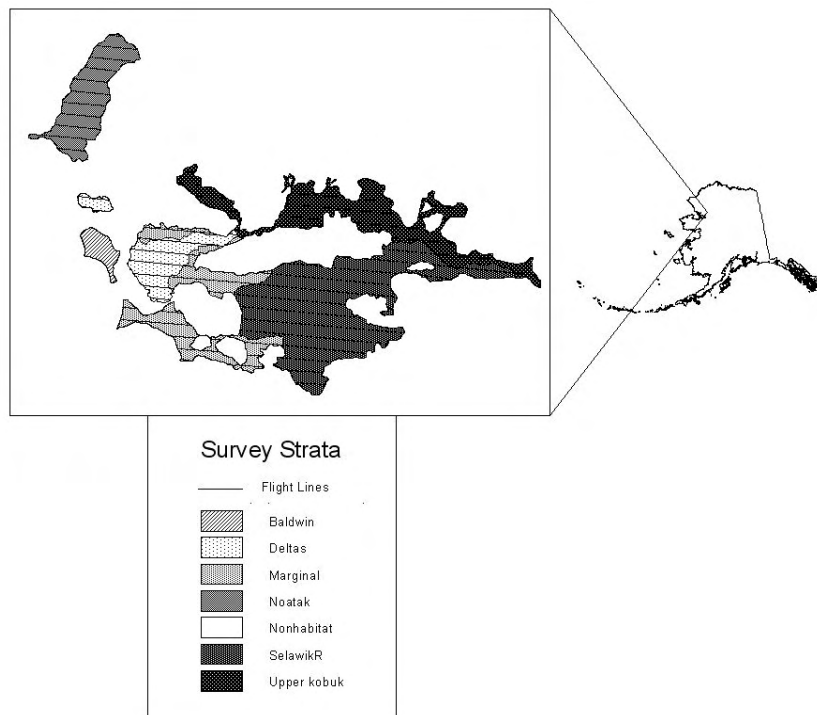 Survey Strata
Flight Lines
Baldwin
Deltas
Marginal
Noatak
Nonhabitat
SelawikR
Upper kobuk